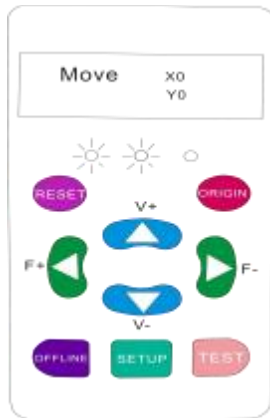 Move X0
Y0
RESET
ORIGIN
V+
F+
F-
V-
OFFLINE
SETUP
TEST